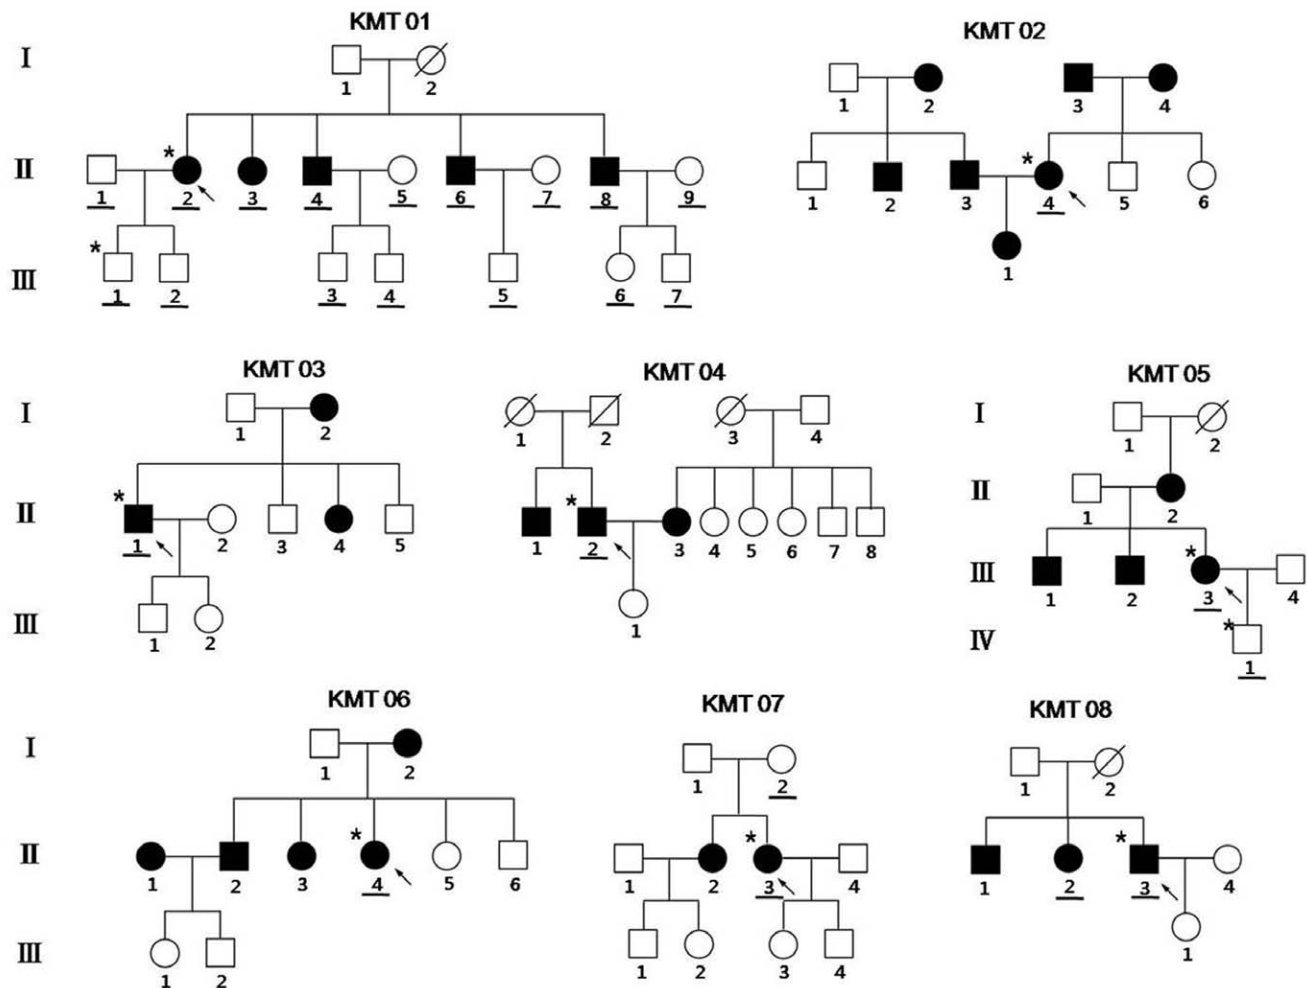 KMT 01
KMT 02
I
1 2
1 2 3 4
II
*
*
1 2 3 4 5 6 7 8 9
1 2 3 4 5 6
III
*
1 2 3 4 5 6 7
1
KMT 03
KMT 04
KMT 05
I
1 2
1 2 3 4
I
1 2
II
*
1 2 3 4 5
*
1 2 3 4 5 6 7 8
II
1 2
III
1 2
1
III
*
1 2 3 4
IV
*
1
KMT 06
KMT 07
KMT 08
I
1 2
1 2
1 2
II
*
*
*
1 2 3 4 5 6
1 2 3 4
1 2 3 4
III
1 2
1 2 3 4
1